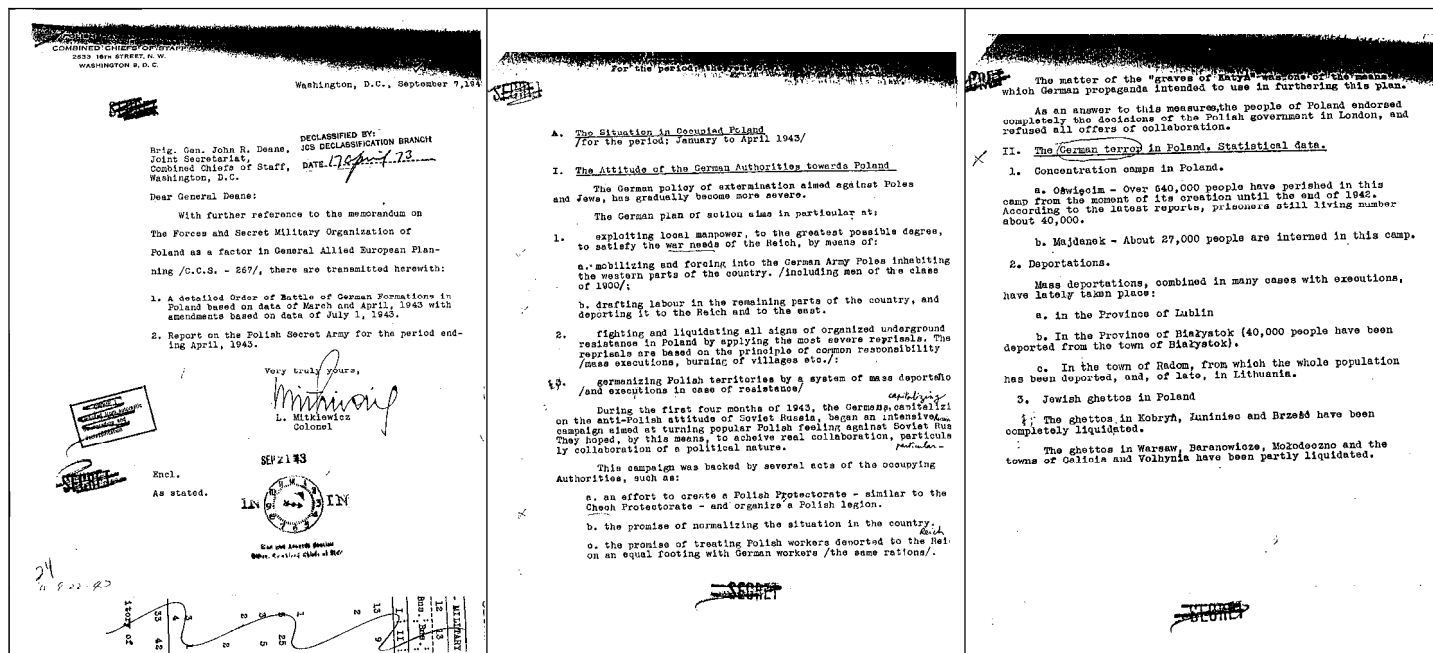 COMBINED CHIEFS OF STAFF
2633 16TH STREET, N. W.
WASHINGTON 9, D. C.
Washington, D.C., September 7, 194
SECRET
Brig. Gen. John R. Deane,
Joint Secretariat,
Combined Chiefs of Staff,
Washington, D.C.
DECLASSIFIED BY:
JCS DECLASSIFICATION BRANCH
DATE 17 April 73
Dear General Deane:
With further reference to the memorandum on
The Forces and Secret Military Organization of
Poland as a factor in General Allied European Plan-
ning /C.C.S. - 267/, there are transmitted herewith:
1. A detailed Order of Battle of German Formations in
Poland based on data of March and April, 1943 with
amendments based on data of July 1, 1943.
2. Report on the Polish Secret Army for the period end-
ing April, 1943.
Very truly yours,
L. Mitkiewicz
Colonel
SECRET
Encl.
As stated.
SEP 21 43
IN IN
24
9-22-43
itory of
MILITARY
For the period
SECRET
A. The Situation in Occupied Poland
/for the period; January to April 1943/
I. The Attitude of the German Authorities towards Poland
The German policy of extermination aimed against Poles
and Jews, has gradually become more severe.
The German plan of action aims in particular at;
1. exploiting local manpower, to the greatest possible degree,
to satisfy the war needs of the Reich, by means of:
a. mobilizing and forcing into the German Army Poles inhabiting
the western parts of the country. /including men of the class
of 1900/;
b. drafting labour in the remaining parts of the country, and
deporting it to the Reich and to the east.
2. fighting and liquidating all signs of organized underground
resistance in Poland by applying the most severe reprisals. The
reprisals are based on the principle of common responsibility
/mass executions, burning of villages etc./:
3. germanizing Polish territories by a system of mass deportatio
/and executions in case of resistance/
capitalizing
During the first four months of 1943, the Germans, capitalizi
on the anti-Polish attitude of Soviet Russia, began an intensive
campaign aimed at turning popular Polish feeling against Soviet Rus
They hoped, by this means, to acheive real collaboration, particula
ly collaboration of a political nature.
particular-
This campaign was backed by several acts of the occupying
Authorities, such as:
a. an effort to create a Polish Protectorate - similar to the
Chech Protectorate - and organize a Polish legion.
b. the promise of normalizing the situation in the country.
Reich
c. the promise of treating Polish workers deported to the Rei
on an equal footing with German workers /the same rations/.
SECRET
The matter of the "graves of Katyń" was one of the means
which German propaganda intended to use in furthering this plan.
As an answer to this measures, the people of Poland endorsed
completely the decisions of the Polish government in London, and
refused all offers of collaboration.
II. The German terror in Poland. Statistical data.
1. Concentration camps in Poland.
a. Oświęcim - Over 640,000 people have perished in this
camp from the moment of its creation until the end of 1942.
According to the latest reports, prisoners still living number
about 40,000.
b. Majdanek - About 27,000 people are interned in this camp.
2. Deportations.
Mass deportations, combined in many cases with executions,
have lately taken place:
a. in the Province of Lublin
b. In the Province of Białystok (40,000 people have been
deported from the town of Białystok).
c. In the town of Radom, from which the whole population
has been deported, and, of late, in Lithuania.
3. Jewish ghettos in Poland
The ghettos in Kobryń, Łuniniec and Brześć have been
completely liquidated.
The ghettos in Warsaw, Baranowicze, Mołodeczno and the
towns of Galicia and Volhynia have been partly liquidated.
SECRET